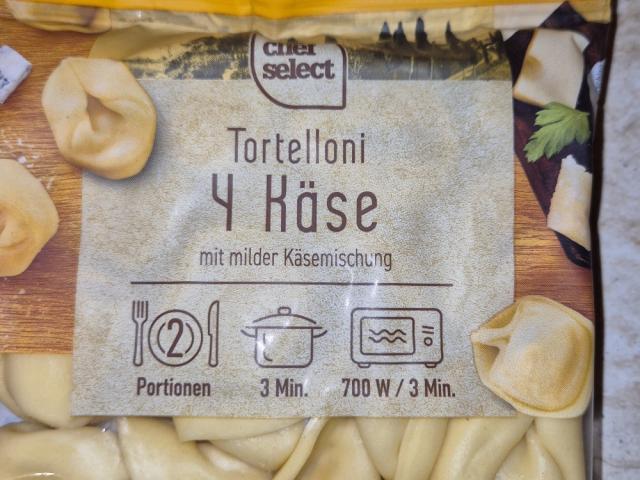 chef
select
Tortelloni
4 Käse
mit milder Käsemischung
2
Portionen
3 Min.
700 W / 3 Min.